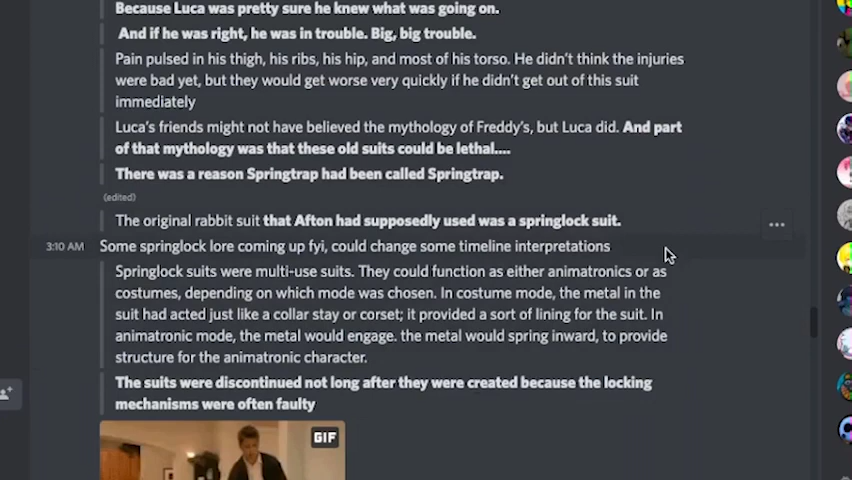 Because Luca was pretty sure he knew what was going on.
And if he was right, he was in trouble. Big, big trouble.
Pain pulsed in his thigh, his ribs, his hip, and most of his torso. He didn't think the injuries
were bad yet, but they would get worse very quickly if he didn't get out of this suit
immediately
Luca's friends might not have believed the mythology of Freddy's, but Luca did. And part
of that mythology was that these old suits could be lethal....
There was a reason Springtrap had been called Springtrap.
(edited)
The original rabbit suit that Afton had supposedly used was a springlock suit.
3:10 AM Some springlock lore coming up fyi, could change some timeline interpretations
Springlock suits were multi-use suits. They could function as either animatronics or as
costumes, depending on which mode was chosen. In costume mode, the metal in the
suit had acted just like a collar stay or corset; it provided a sort of lining for the suit. In
animatronic mode, the metal would engage. the metal would spring inward, to provide
structure for the animatronic character.
The suits were discontinued not long after they were created because the locking
mechanisms were often faulty
GIF